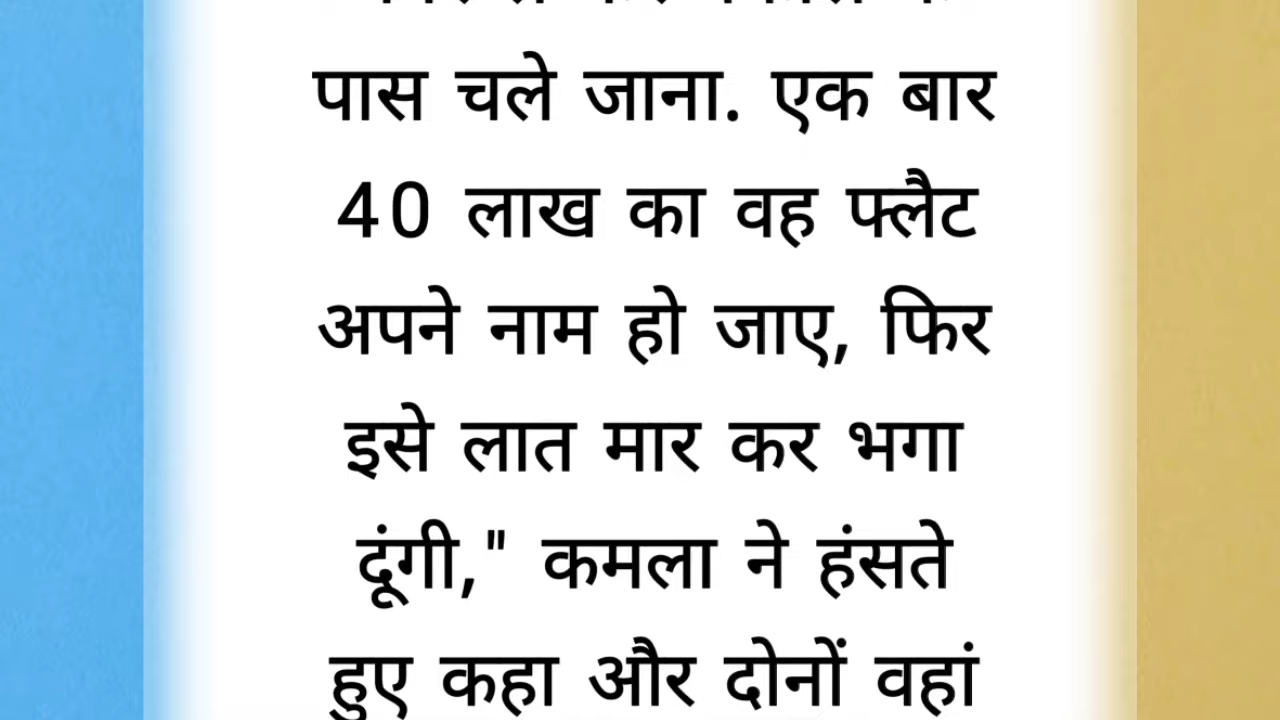 पास चले जाना. एक बार
40 लाख का वह फ्लैट
अपने नाम हो जाए, फिर
इसे लात मार कर भगा
दूंगी," कमला ने हंसते
हुए कहा और दोनों वहां